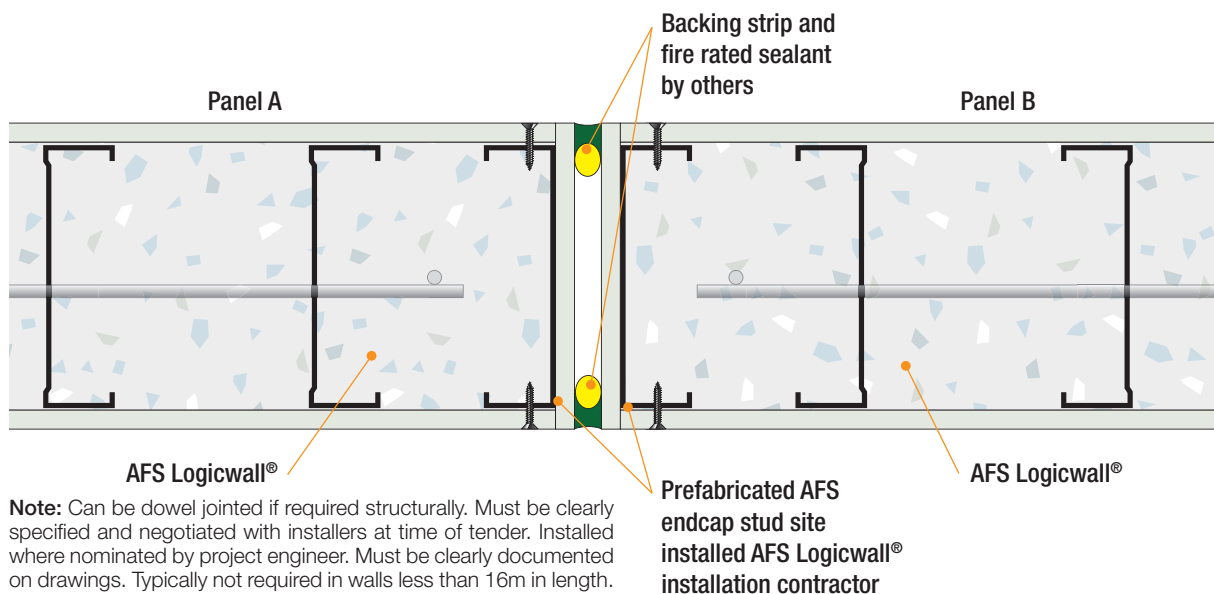 Backing strip and
fire rated sealant
by others
Panel A
Panel B
AFS Logicwall®
AFS Logicwall®
Note: Can be dowel jointed if required structurally. Must be clearly
specified and negotiated with installers at time of tender. Installed
where nominated by project engineer. Must be clearly documented
on drawings. Typically not required in walls less than 16m in length.
Prefabricated AFS
endcap stud site
installed AFS Logicwall®
installation contractor